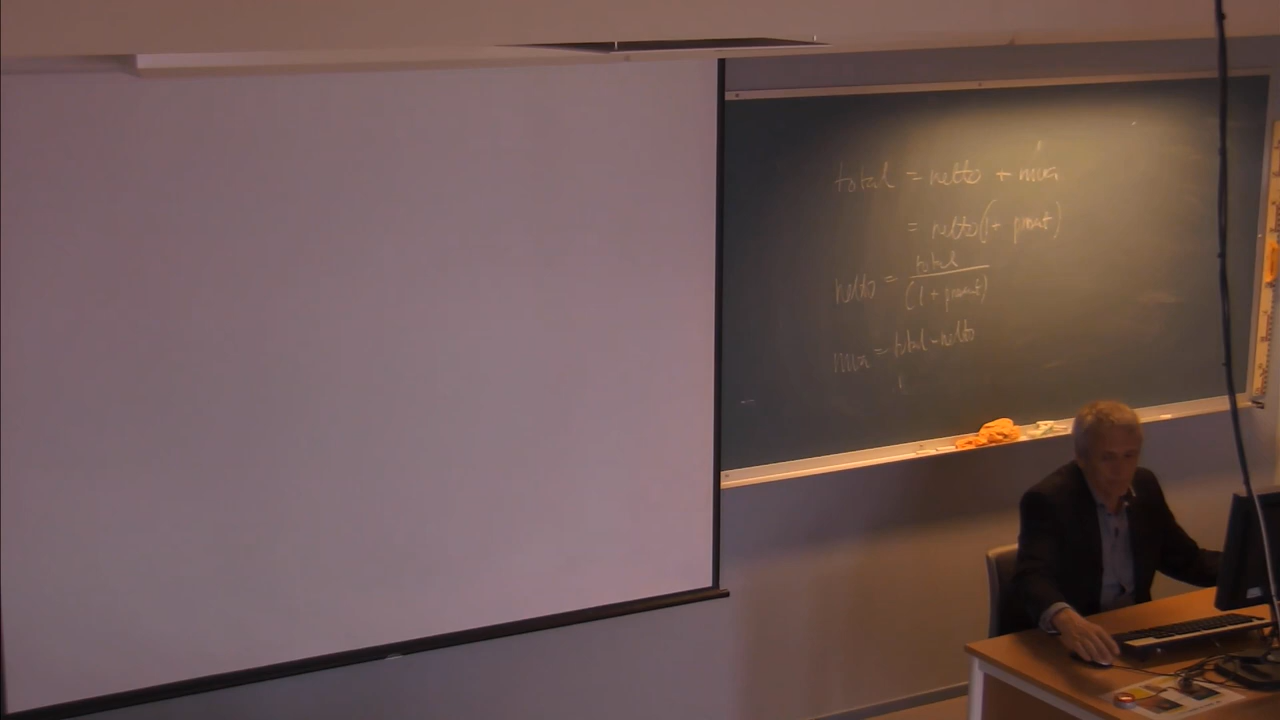 total = netto + mva
= netto(1 + prosent)
netto = total
(1 + prosent)
mva = total - netto